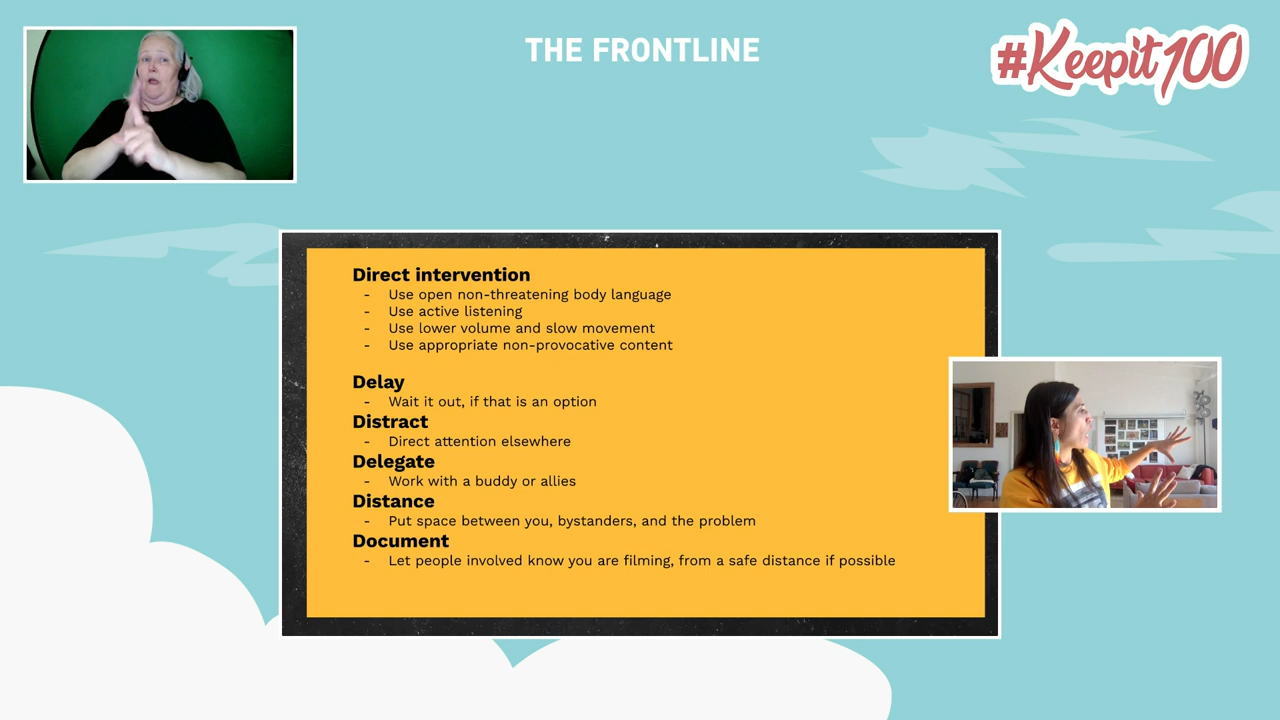 THE FRONTLINE
#Keepit100
Direct intervention
- Use open non-threatening body language
- Use active listening
- Use lower volume and slow movement
- Use appropriate non-provocative content
Delay
- Wait it out, if that is an option
Distract
- Direct attention elsewhere
Delegate
- Work with a buddy or allies
Distance
- Put space between you, bystanders, and the problem
Document
- Let people involved know you are filming, from a safe distance if possible